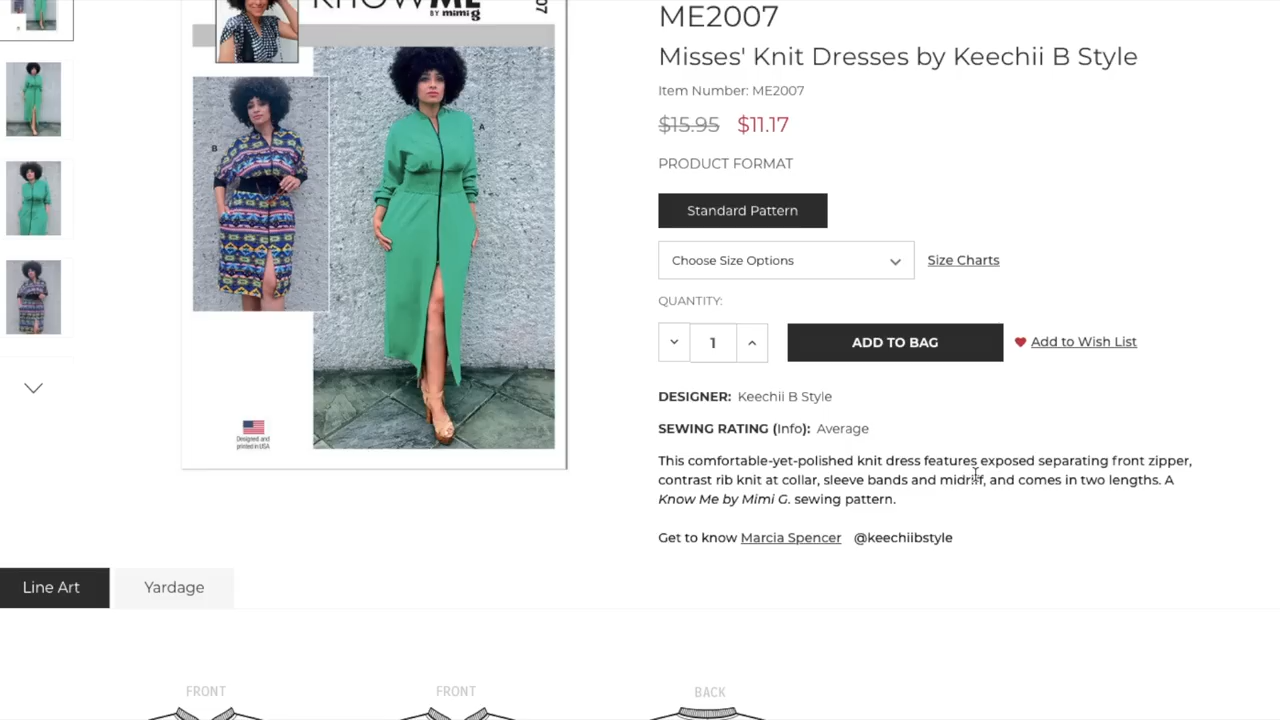 KNOWME
BY mimi g
07
A
B
Designed and
printed in USA
ME2007
Misses' Knit Dresses by Keechii B Style
Item Number: ME2007
$15.95 $11.17
PRODUCT FORMAT
Standard Pattern
Choose Size Options
Size Charts
QUANTITY:
1
ADD TO BAG
Add to Wish List
DESIGNER: Keechii B Style
SEWING RATING (Info): Average
This comfortable-yet-polished knit dress features exposed separating front zipper,
contrast rib knit at collar, sleeve bands and midriff, and comes in two lengths. A
Know Me by Mimi G. sewing pattern.
Get to know Marcia Spencer @keechiibstyle
Line Art
Yardage
FRONT
FRONT
BACK